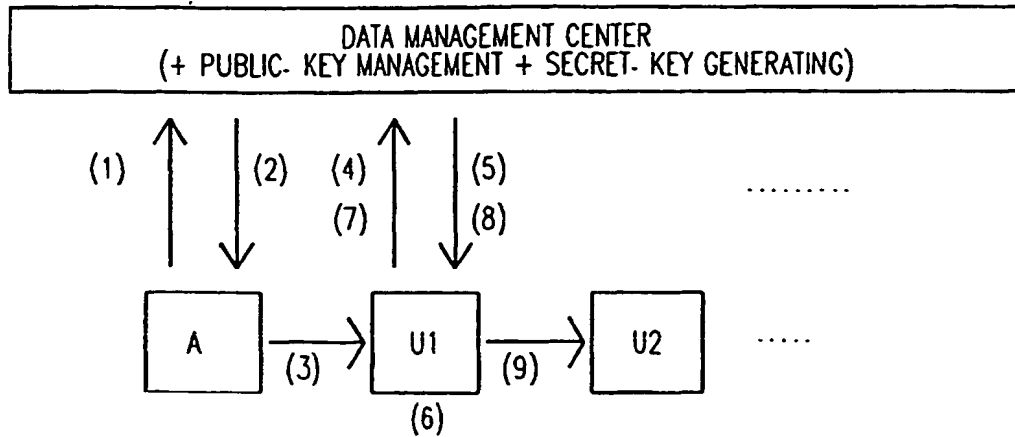 DATA MANAGEMENT CENTER
(+ PUBLIC- KEY MANAGEMENT + SECRET- KEY GENERATING)
(1) (2) (4) (5) .........
(7) (8)
A U1 U2 .....
(3) (9)
(6)